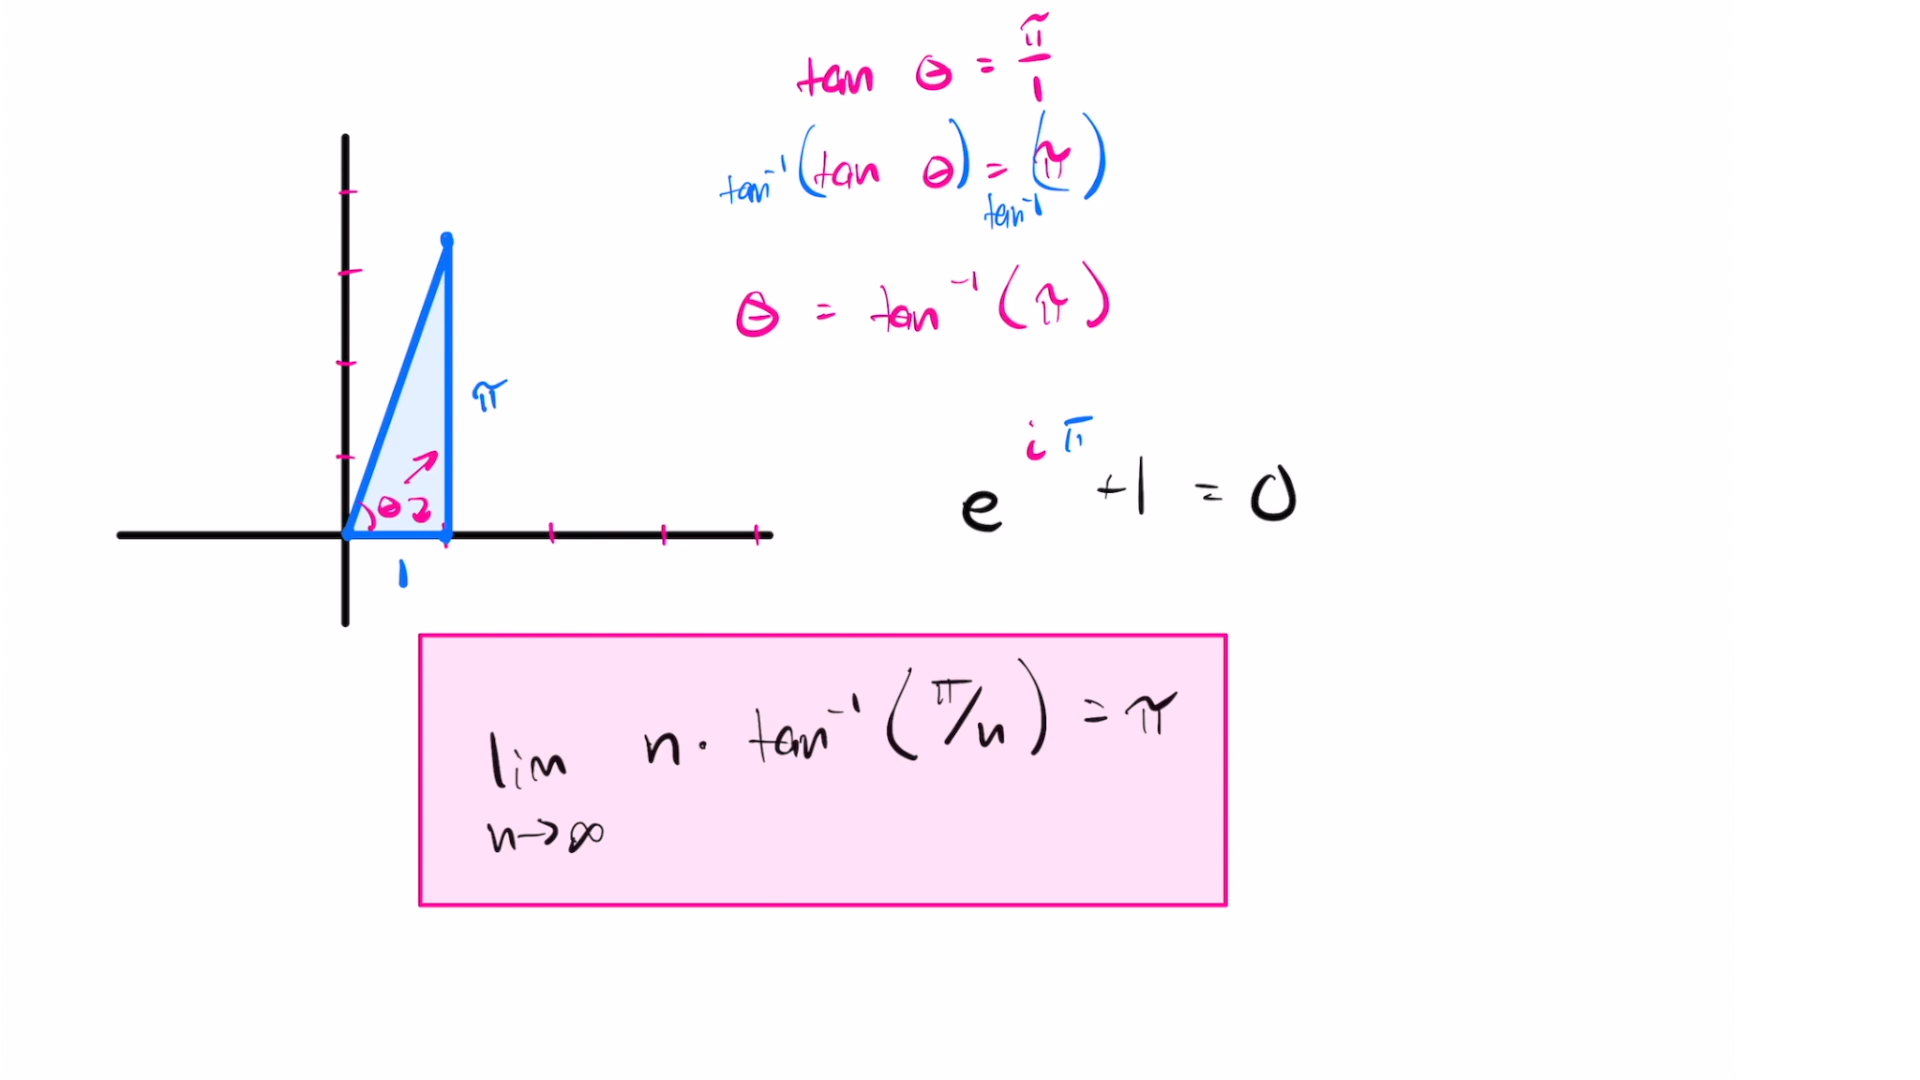 tan θ = π/1
tan⁻¹(tan θ) = tan⁻¹(π)
θ = tan⁻¹(π)
π
θ
1
e^{iπ} + 1 = 0
lim n · tan⁻¹(π/n) = π
n→∞